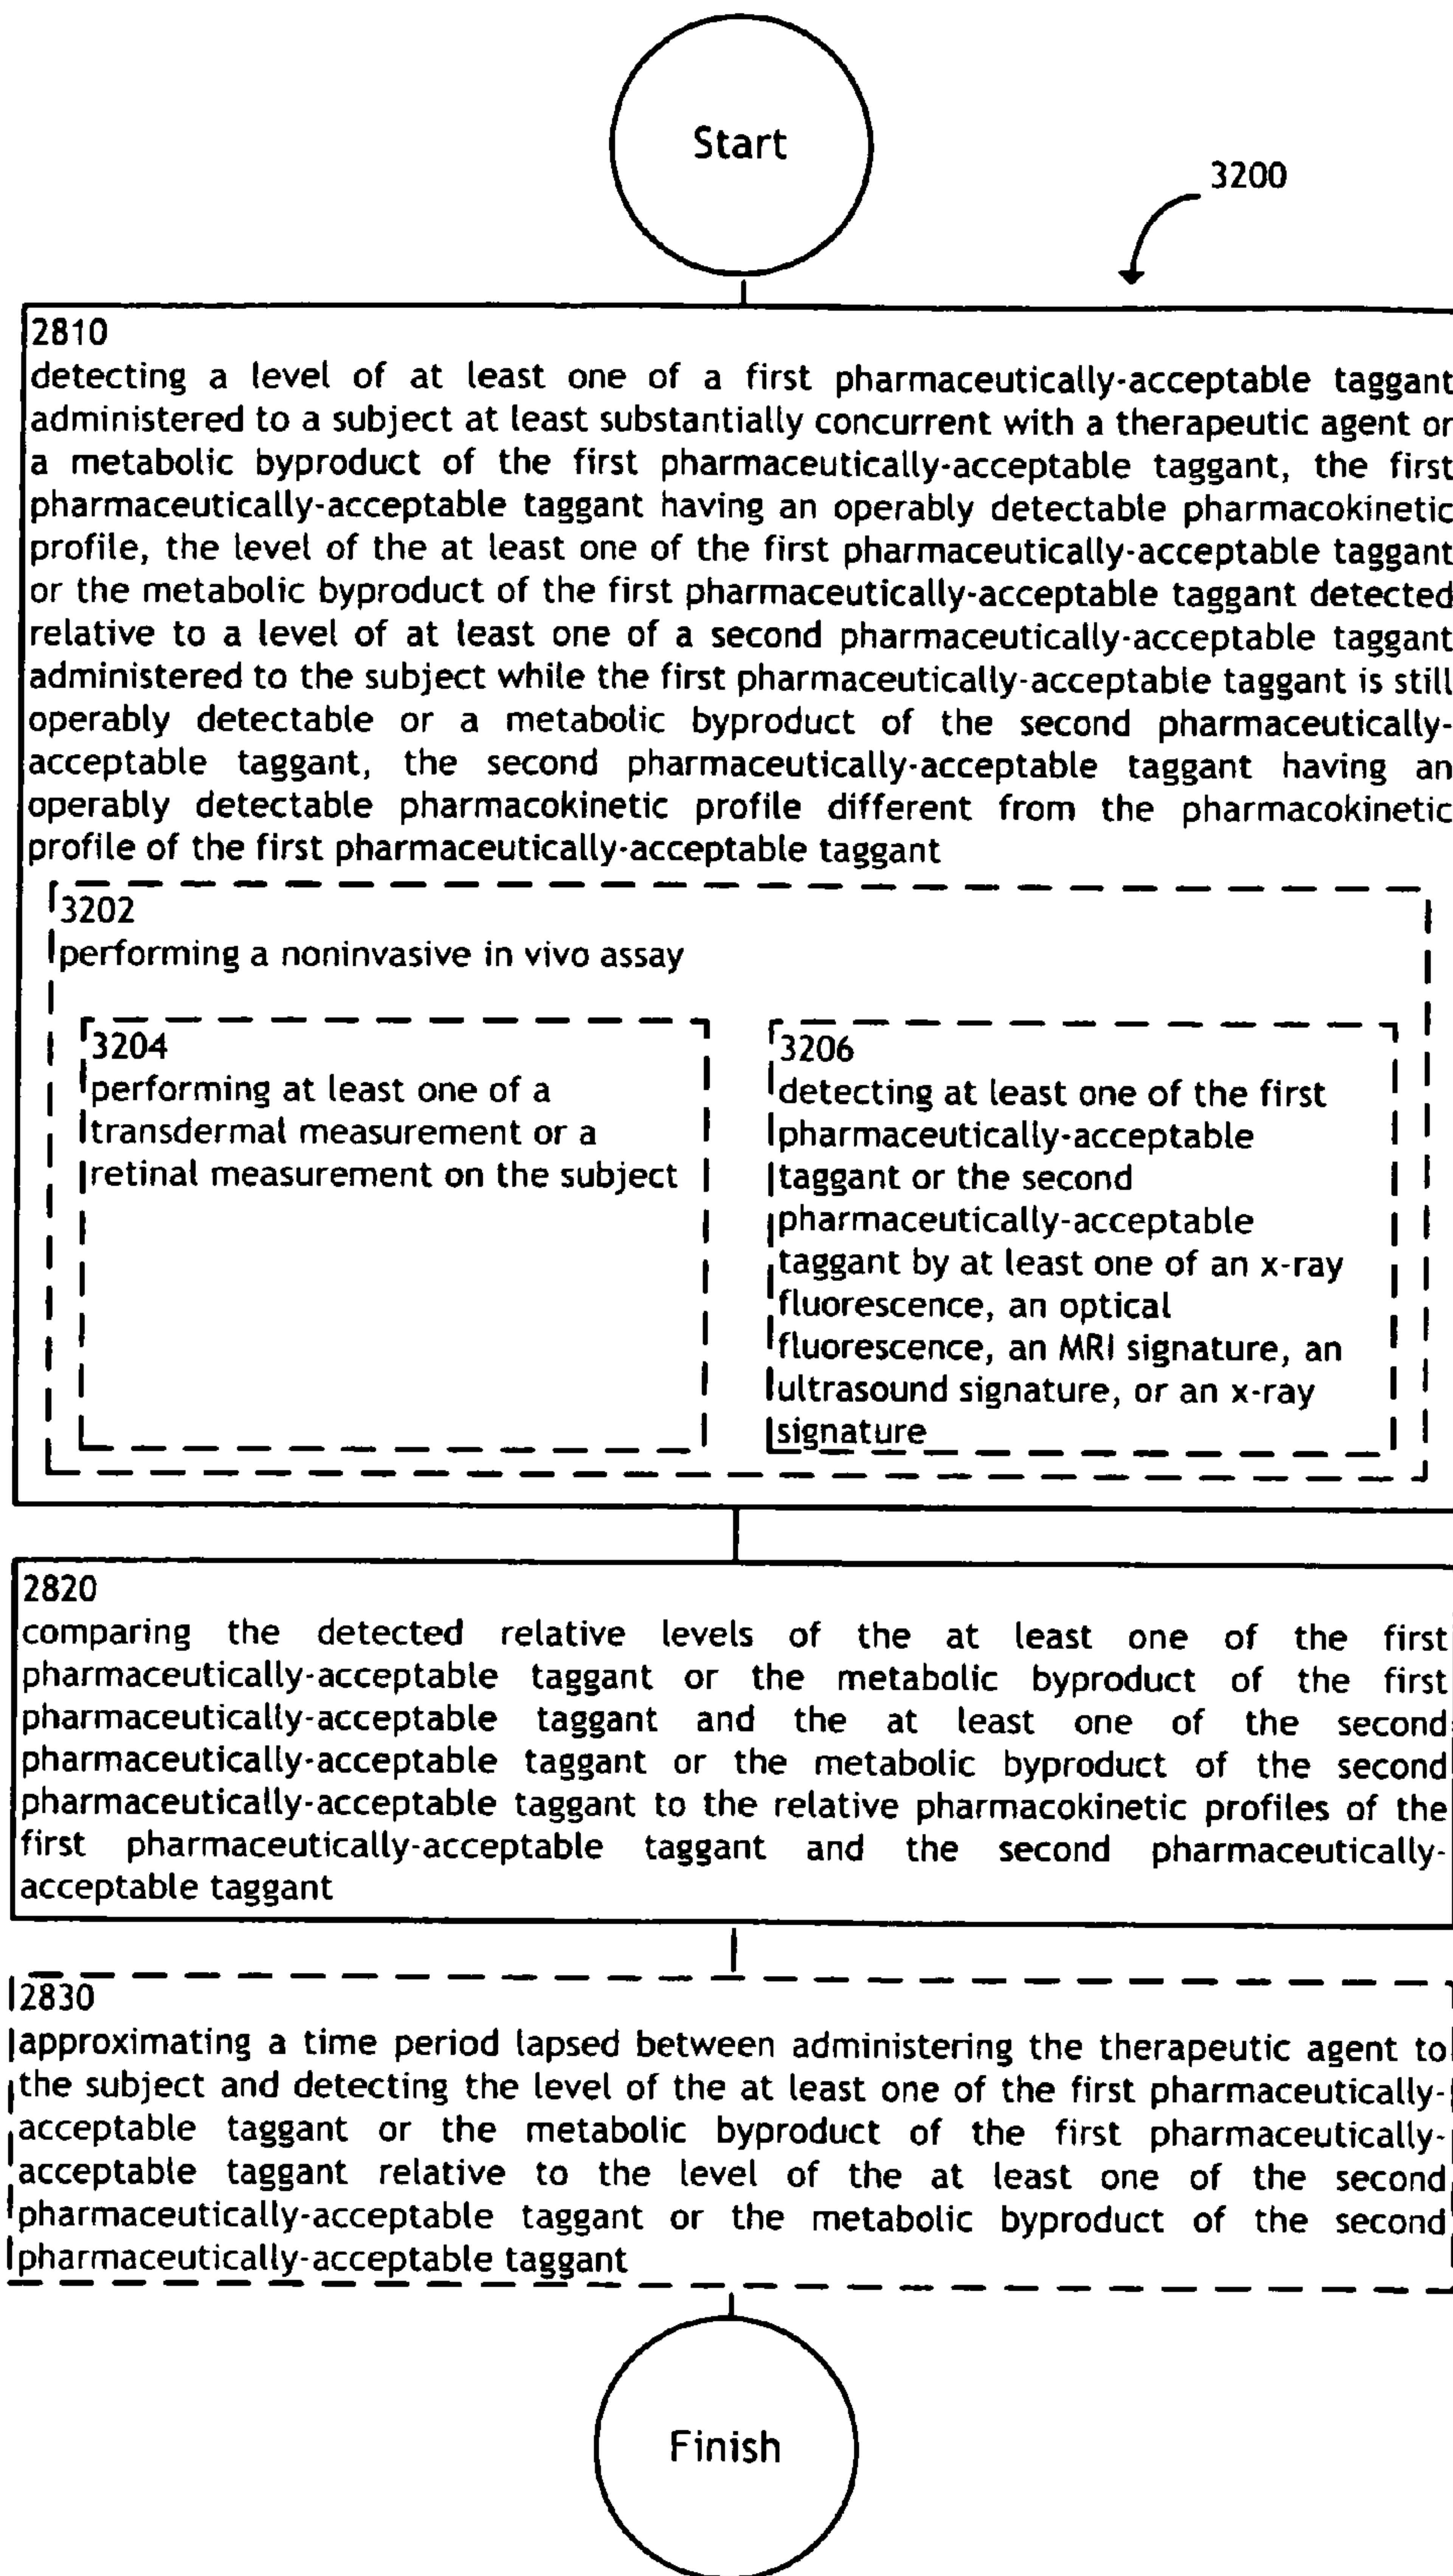 Start
3200
2810
detecting a level of at least one of a first pharmaceutically-acceptable taggant
administered to a subject at least substantially concurrent with a therapeutic agent or
a metabolic byproduct of the first pharmaceutically-acceptable taggant, the first
pharmaceutically-acceptable taggant having an operably detectable pharmacokinetic
profile, the level of the at least one of the first pharmaceutically-acceptable taggant
or the metabolic byproduct of the first pharmaceutically-acceptable taggant detected
relative to a level of at least one of a second pharmaceutically-acceptable taggant
administered to the subject while the first pharmaceutically-acceptable taggant is still
operably detectable or a metabolic byproduct of the second pharmaceutically-
acceptable taggant, the second pharmaceutically-acceptable taggant having an
operably detectable pharmacokinetic profile different from the pharmacokinetic
profile of the first pharmaceutically-acceptable taggant
3202
performing a noninvasive in vivo assay
3204
performing at least one of a
transdermal measurement or a
retinal measurement on the subject
3206
detecting at least one of the first
pharmaceutically-acceptable
taggant or the second
pharmaceutically-acceptable
taggant by at least one of an x-ray
fluorescence, an optical
fluorescence, an MRI signature, an
ultrasound signature, or an x-ray
signature
2820
comparing the detected relative levels of the at least one of the first
pharmaceutically-acceptable taggant or the metabolic byproduct of the first
pharmaceutically-acceptable taggant and the at least one of the second
pharmaceutically-acceptable taggant or the metabolic byproduct of the second
pharmaceutically-acceptable taggant to the relative pharmacokinetic profiles of the
first pharmaceutically-acceptable taggant and the second pharmaceutically-
acceptable taggant
2830
approximating a time period lapsed between administering the therapeutic agent to
the subject and detecting the level of the at least one of the first pharmaceutically-
acceptable taggant or the metabolic byproduct of the first pharmaceutically-
acceptable taggant relative to the level of the at least one of the second
pharmaceutically-acceptable taggant or the metabolic byproduct of the second
pharmaceutically-acceptable taggant
Finish